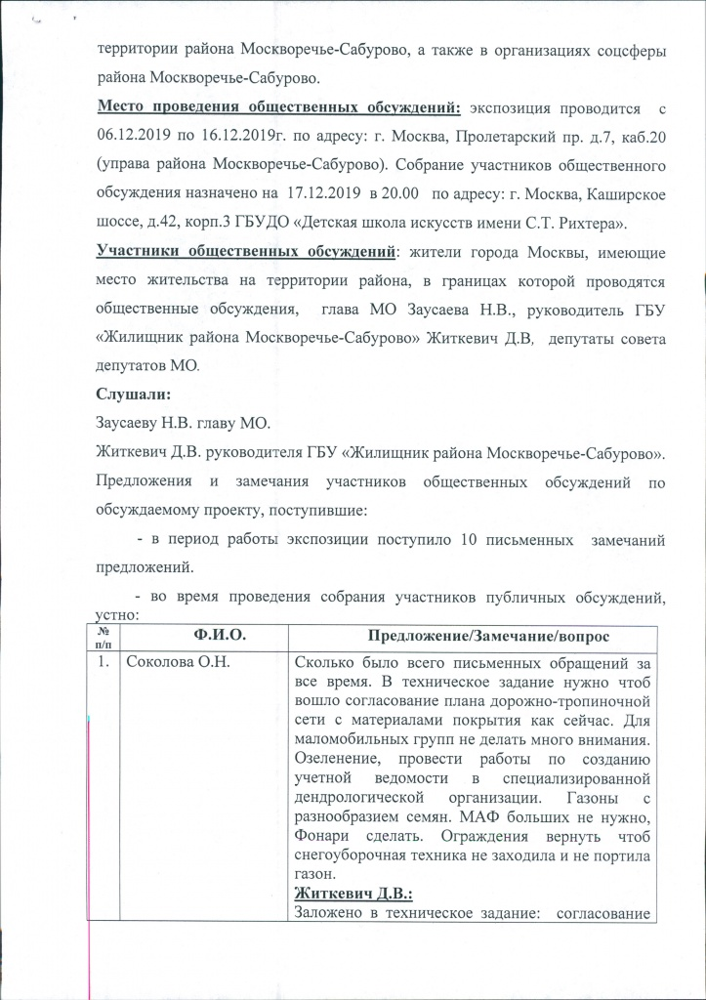 территории района Москворечье-Сабурово, а также в организациях соцсферы
района Москворечье-Сабурово.
Место проведения общественных обсуждений: экспозиция проводится с
06.12.2019 по 16.12.2019г. по адресу: г. Москва, Пролетарский пр. д.7, каб.20
(управа района Москворечье-Сабурово). Собрание участников общественного
обсуждения назначено на 17.12.2019 в 20.00 по адресу: г. Москва, Каширское
шоссе, д.42, корп.3 ГБУДО «Детская школа искусств имени С.Т. Рихтера».
Участники общественных обсуждений: жители города Москвы, имеющие
место жительства на территории района, в границах которой проводятся
общественные обсуждения, глава МО Заусаева Н.В., руководитель ГБУ
«Жилищник района Москворечье-Сабурово» Житкевич Д.В, депутаты совета
депутатов МО.
Слушали:
Заусаеву Н.В. главу МО.
Житкевич Д.В. руководителя ГБУ «Жилищник района Москворечье-Сабурово».
Предложения и замечания участников общественных обсуждений по
обсуждаемому проекту, поступившие:
- в период работы экспозиции поступило 10 письменных замечаний
предложений.
- во время проведения собрания участников публичных обсуждений,
устно:
№ п/п Ф.И.О. Предложение/Замечание/вопрос
1. Соколова О.Н. Сколько было всего письменных обращений за
все время. В техническое задание нужно чтоб
вошло согласование плана дорожно-тропиночной
сети с материалами покрытия как сейчас. Для
маломобильных групп не делать много внимания.
Озеленение, провести работы по созданию
учетной ведомости в специализированной
дендрологической организации. Газоны с
разнообразием семян. МАФ больших не нужно,
Фонари сделать. Ограждения вернуть чтоб
снегоуборочная техника не заходила и не портила
газон.
Житкевич Д.В.:
Заложено в техническое задание: согласование